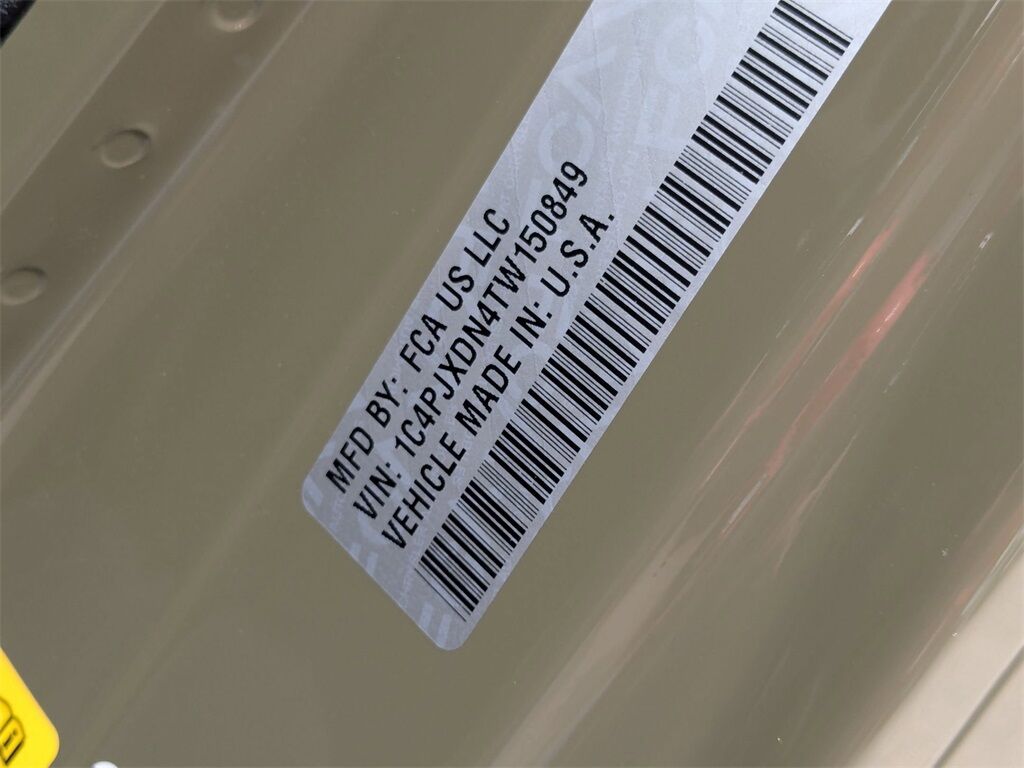 MFD BY: FCA US LLC
VIN: 1C4PJXDN4TW150849
VEHICLE MADE IN: U.S.A.